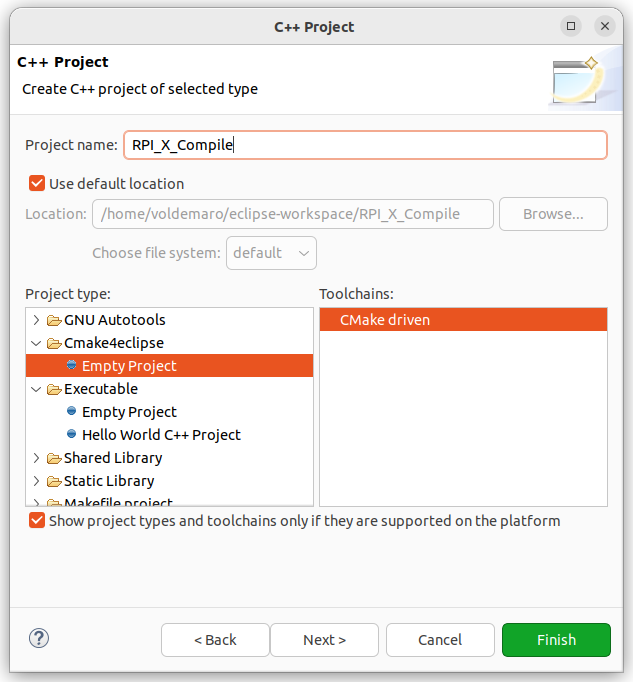 C++ Project
C++ Project
Create C++ project of selected type
Project name: RPI_X_Compile
Use default location
Location: /home/voldemaro/eclipse-workspace/RPI_X_Compile Browse...
Choose file system: default
Project type:
GNU Autotools
Cmake4eclipse
Empty Project
Executable
Empty Project
Hello World C++ Project
Shared Library
Static Library
Makefile project
Toolchains:
CMake driven
Show project types and toolchains only if they are supported on the platform
? < Back Next > Cancel Finish